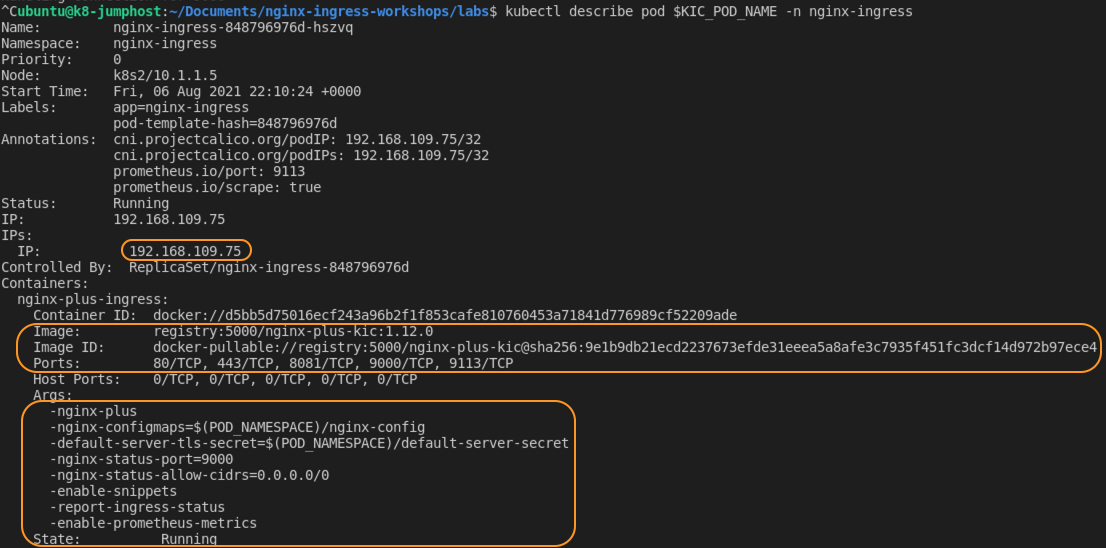 ^Cubuntu@k8-jumphost:~/Documents/nginx-ingress-workshops/labs$ kubectl describe pod $KIC_POD_NAME -n nginx-ingress
Name:         nginx-ingress-848796976d-hszvq
Namespace:    nginx-ingress
Priority:     0
Node:         k8s2/10.1.1.5
Start Time:   Fri, 06 Aug 2021 22:10:24 +0000
Labels:       app=nginx-ingress
              pod-template-hash=848796976d
Annotations:  cni.projectcalico.org/podIP: 192.168.109.75/32
              cni.projectcalico.org/podIPs: 192.168.109.75/32
              prometheus.io/port: 9113
              prometheus.io/scrape: true
Status:       Running
IP:           192.168.109.75
IPs:
  IP:           192.168.109.75
Controlled By:  ReplicaSet/nginx-ingress-848796976d
Containers:
  nginx-plus-ingress:
    Container ID:  docker://d5bb5d75016ecf243a96b2f1f853cafe810760453a71841d776989cf52209ade
    Image:         registry:5000/nginx-plus-kic:1.12.0
    Image ID:      docker-pullable://registry:5000/nginx-plus-kic@sha256:9e1b9db21ecd2237673efde31eeea5a8afe3c7935f451fc3dcf14d972b97ece4
    Ports:         80/TCP, 443/TCP, 8081/TCP, 9000/TCP, 9113/TCP
    Host Ports:    0/TCP, 0/TCP, 0/TCP, 0/TCP, 0/TCP
    Args:
      -nginx-plus
      -nginx-configmaps=$(POD_NAMESPACE)/nginx-config
      -default-server-tls-secret=$(POD_NAMESPACE)/default-server-secret
      -nginx-status-port=9000
      -nginx-status-allow-cidrs=0.0.0.0/0
      -enable-snippets
      -report-ingress-status
      -enable-prometheus-metrics
    State:          Running